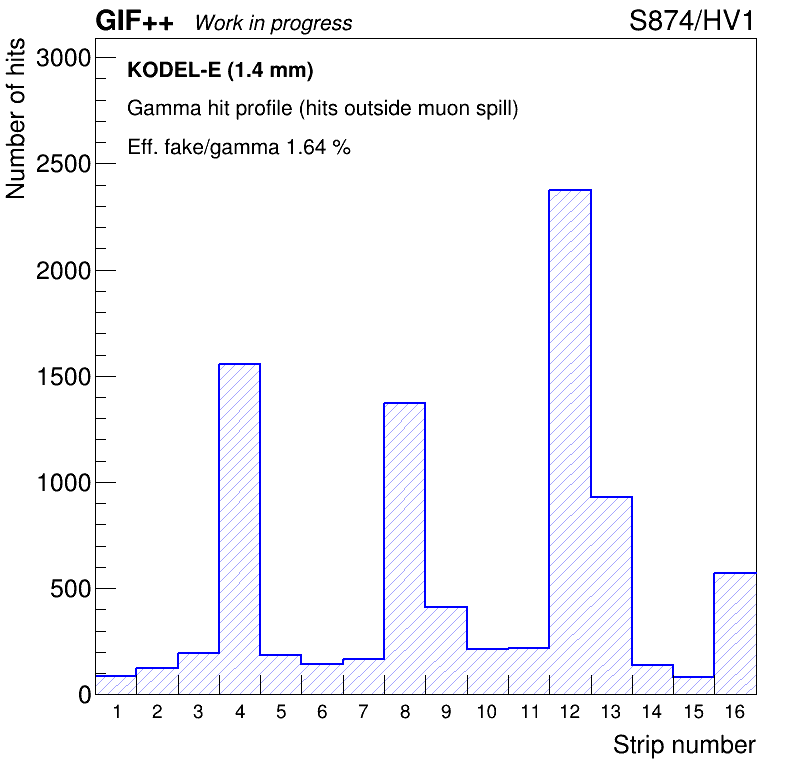 GIF++ Work in progress S874/HV1
Number of hits
KODEL-E (1.4 mm)
Gamma hit profile (hits outside muon spill)
Eff. fake/gamma 1.64 %
3000
2500
2000
1500
1000
500
0
1 2 3 4 5 6 7 8 9 10 11 12 13 14 15 16
Strip number